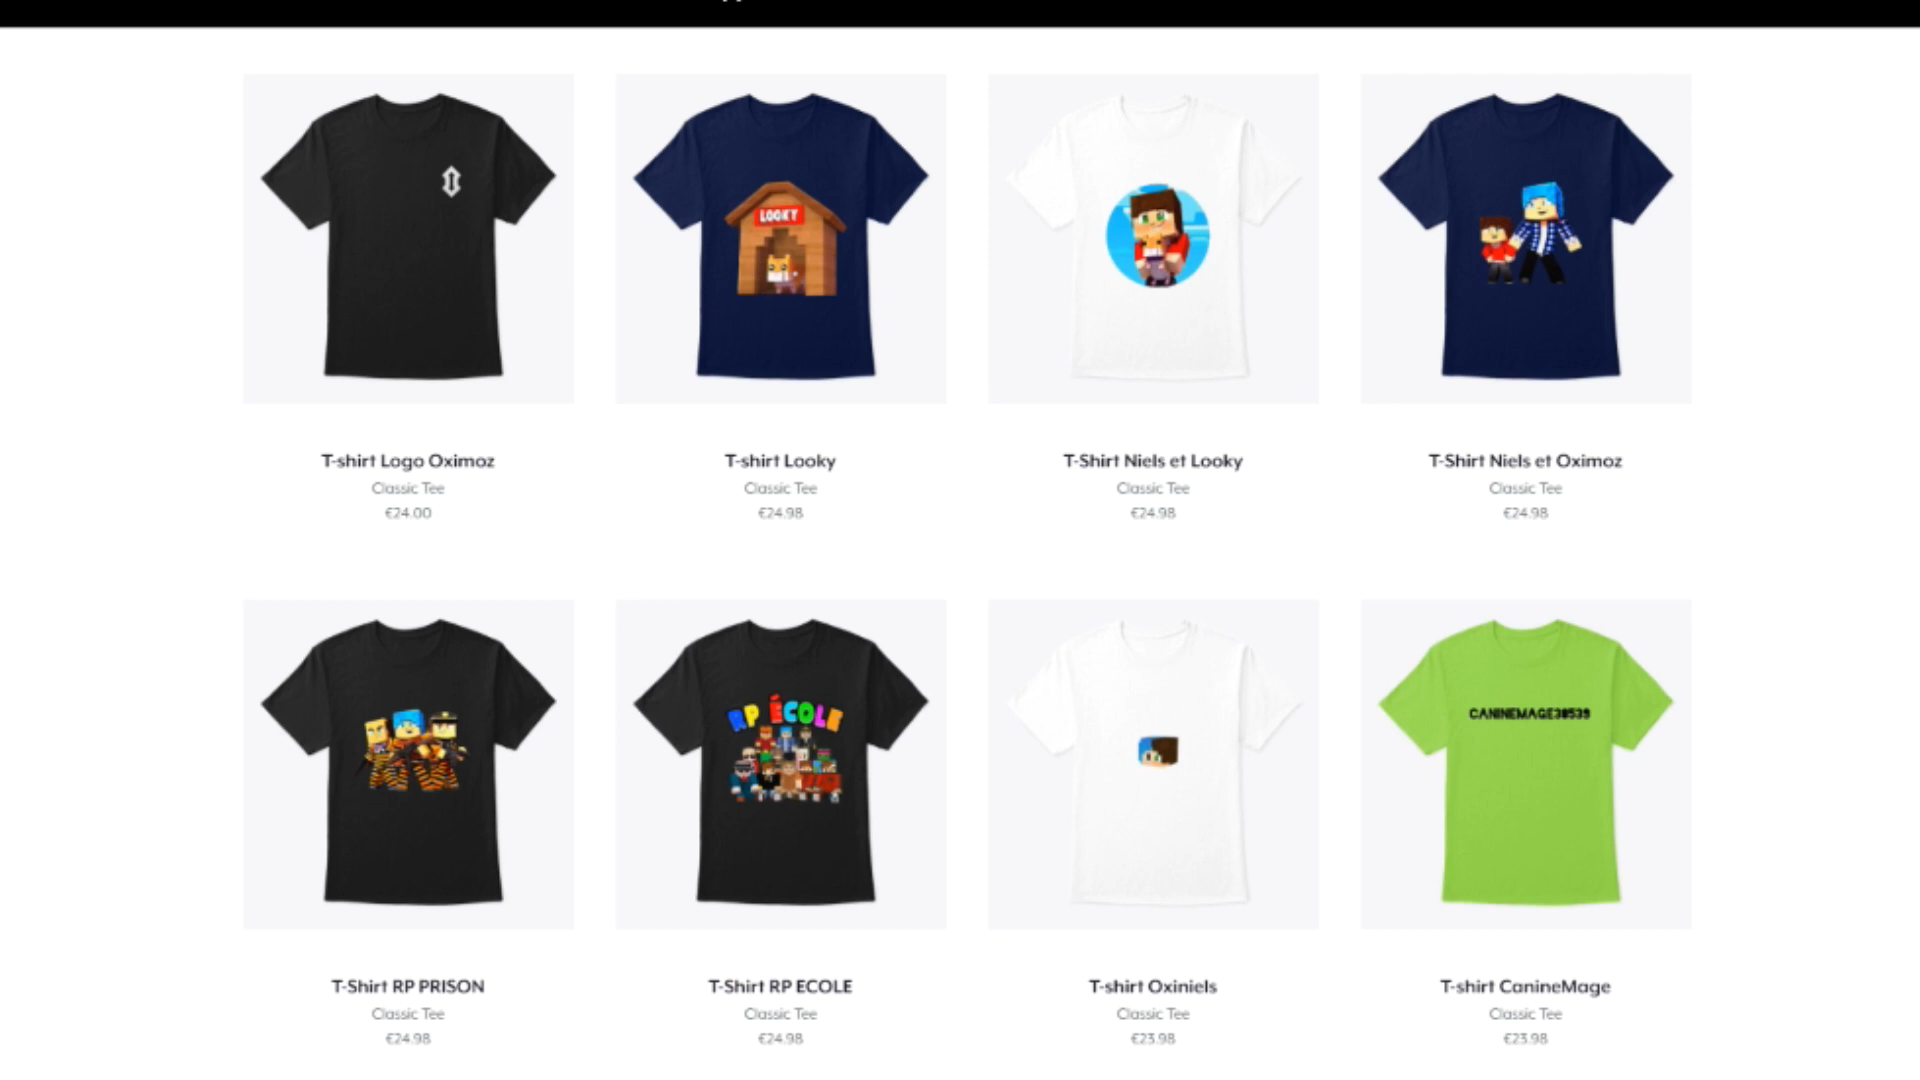 LOOKY
T-shirt Logo Oximoz
Classic Tee
€24.00
T-shirt Looky
Classic Tee
€24.98
T-Shirt Niels et Looky
Classic Tee
€24.98
T-Shirt Niels et Oximoz
Classic Tee
€24.98
RP ÉCOLE
CANINEMAGE38539
T-Shirt RP PRISON
Classic Tee
€24.98
T-Shirt RP ECOLE
Classic Tee
€24.98
T-shirt Oxiniels
Classic Tee
€23.98
T-shirt CanineMage
Classic Tee
€23.98